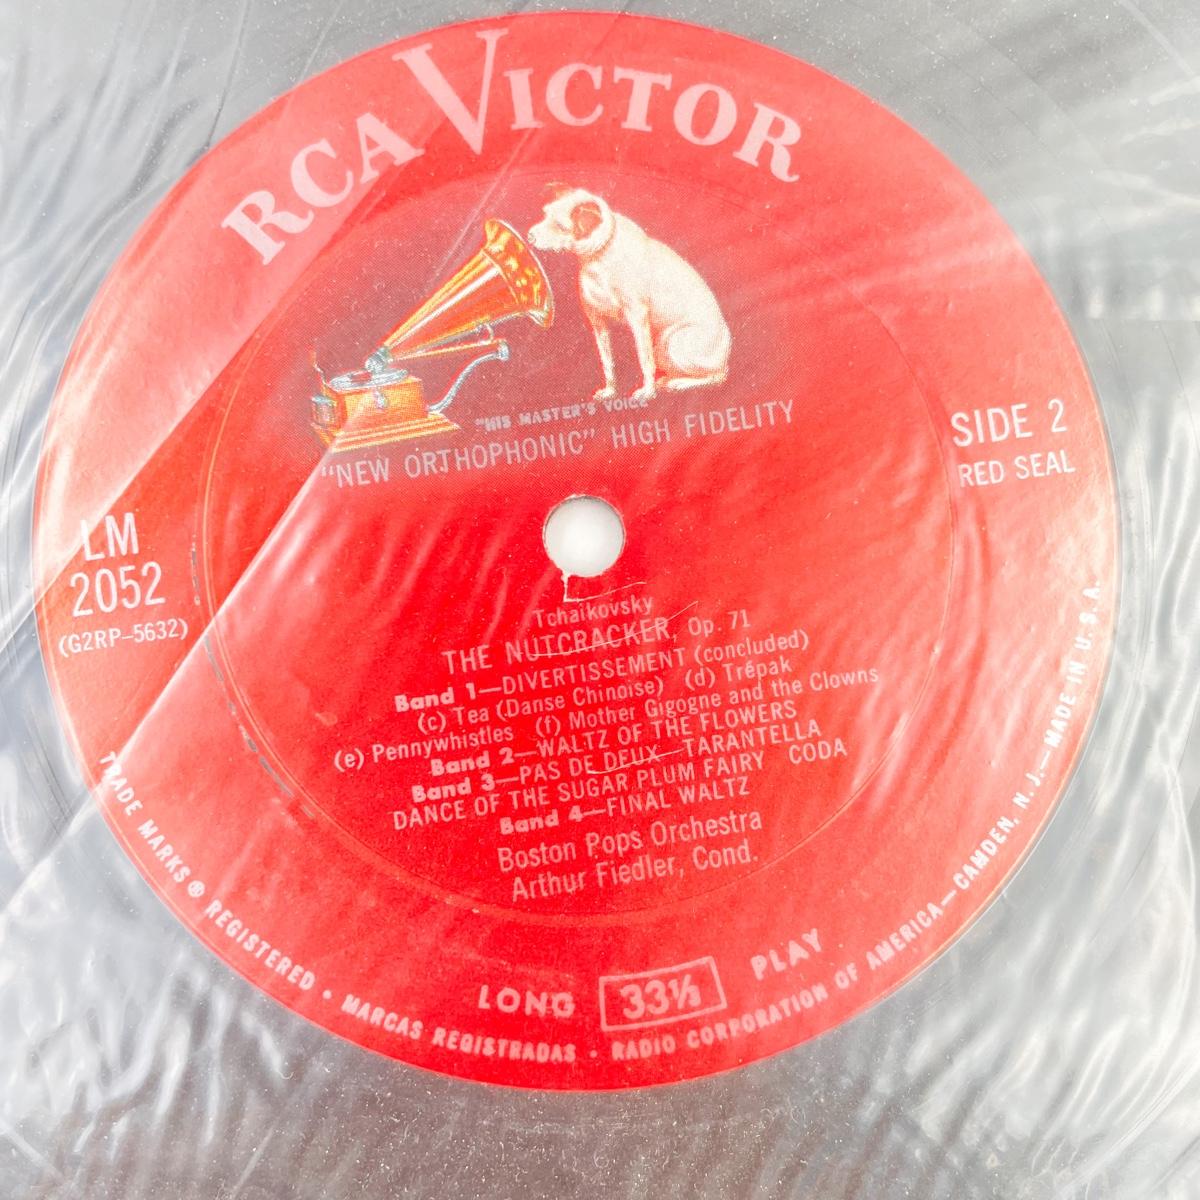 RCA VICTOR
"HIS MASTER'S VOICE"
"NEW ORTHOPHONIC" HIGH FIDELITY
SIDE 2
RED SEAL
LM
2052
(G2RP–5632)
Tchaikovsky
THE NUTCRACKER, Op. 71
Band 1—DIVERTISSEMENT (concluded)
(c) Tea (Danse Chinoise) (d) Trépak
(e) Pennywhistles (f) Mother Gigogne and the Clowns
Band 2—WALTZ OF THE FLOWERS
Band 3—PAS DE DEUX—TARANTELLA
DANCE OF THE SUGAR PLUM FAIRY CODA
Band 4—FINAL WALTZ
Boston Pops Orchestra
Arthur Fiedler, Cond.
LONG 33⅓ PLAY
TRADE MARKS ® REGISTERED • MARCAS REGISTRADAS • RADIO CORPORATION OF AMERICA—CAMDEN, N. J.—MADE IN U. S. A.